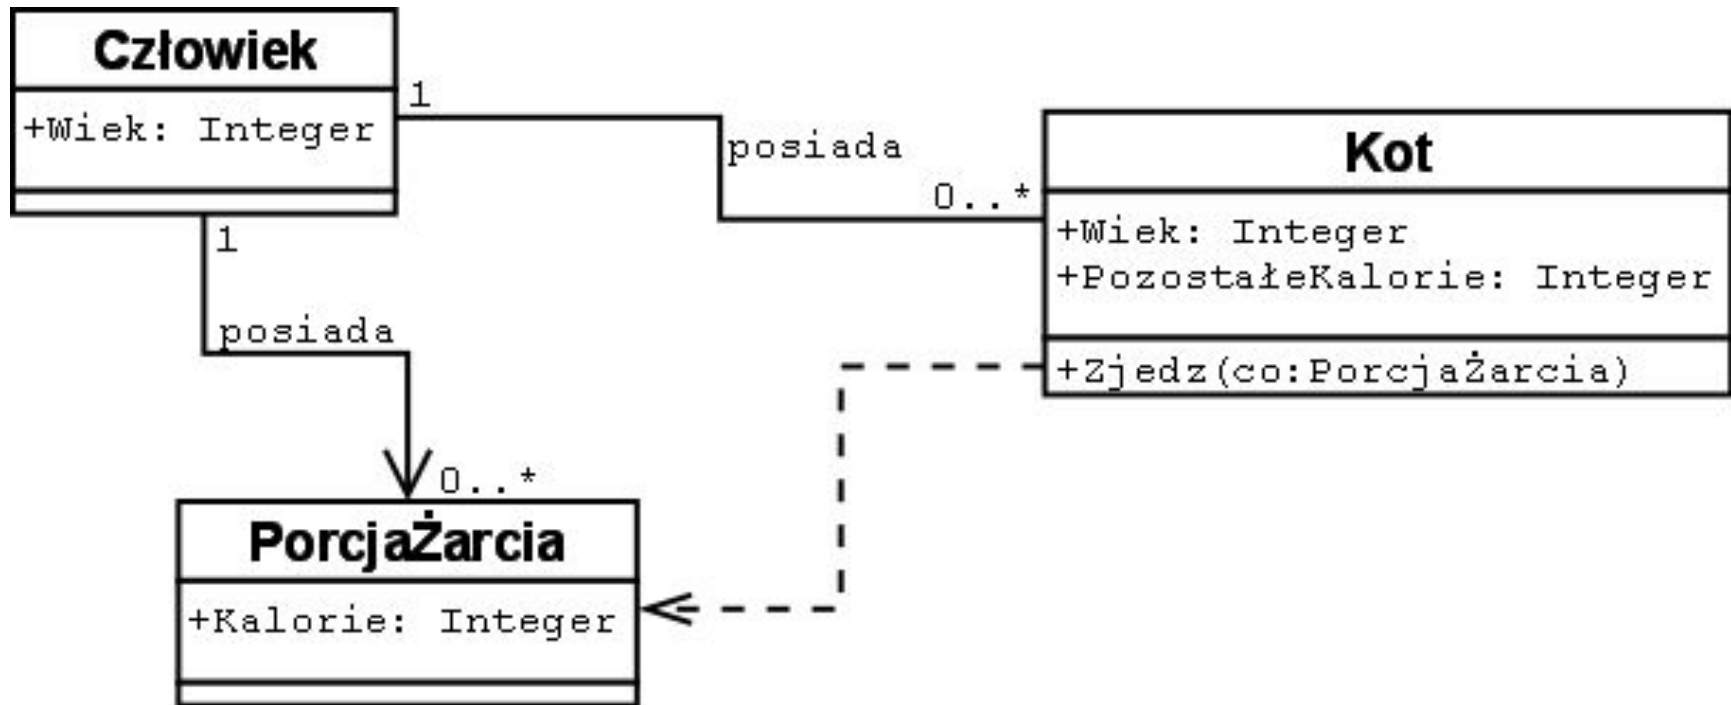 Człowiek
+Wiek: Integer
1
posiada
0..*
Kot
+Wiek: Integer
+PozostałeKalorie: Integer
+Zjedz(co:PorcjaŻarcia)
1
posiada
0..*
PorcjaŻarcia
+Kalorie: Integer